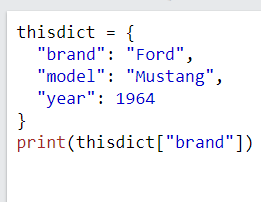 thisdict = {
  "brand": "Ford",
  "model": "Mustang",
  "year": 1964
}
print(thisdict["brand"])